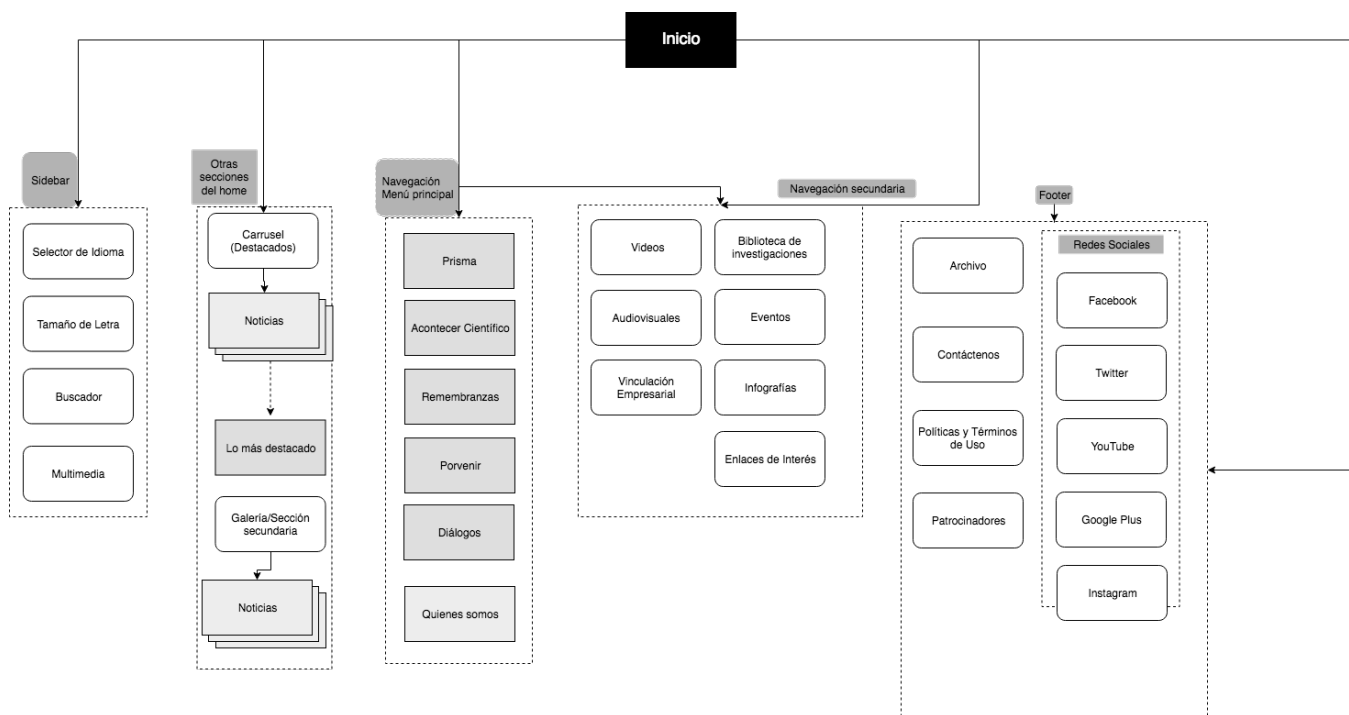 Inicio
Sidebar
Selector de Idioma
Tamaño de Letra
Buscador
Multimedia
Otras
secciones
del home
Carrusel
(Destacados)
Noticias
Lo más destacado
Galería/Sección
secundaria
Noticias
Navegación
Menú principal
Prisma
Acontecer Científico
Remembranzas
Porvenir
Diálogos
Quienes somos
Navegación secundaria
Videos
Audiovisuales
Vinculación
Empresarial
Biblioteca de
investigaciones
Eventos
Infografías
Enlaces de Interés
Footer
Archivo
Contáctenos
Políticas y Términos
de Uso
Patrocinadores
Redes Sociales
Facebook
Twitter
YouTube
Google Plus
Instagram